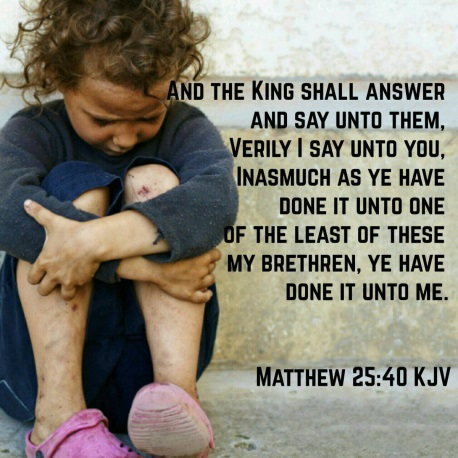 And the King shall answer
and say unto them,
Verily I say unto you,
Inasmuch as ye have
done it unto one
of the least of these
my brethren, ye have
done it unto me.
Matthew 25:40 KJV